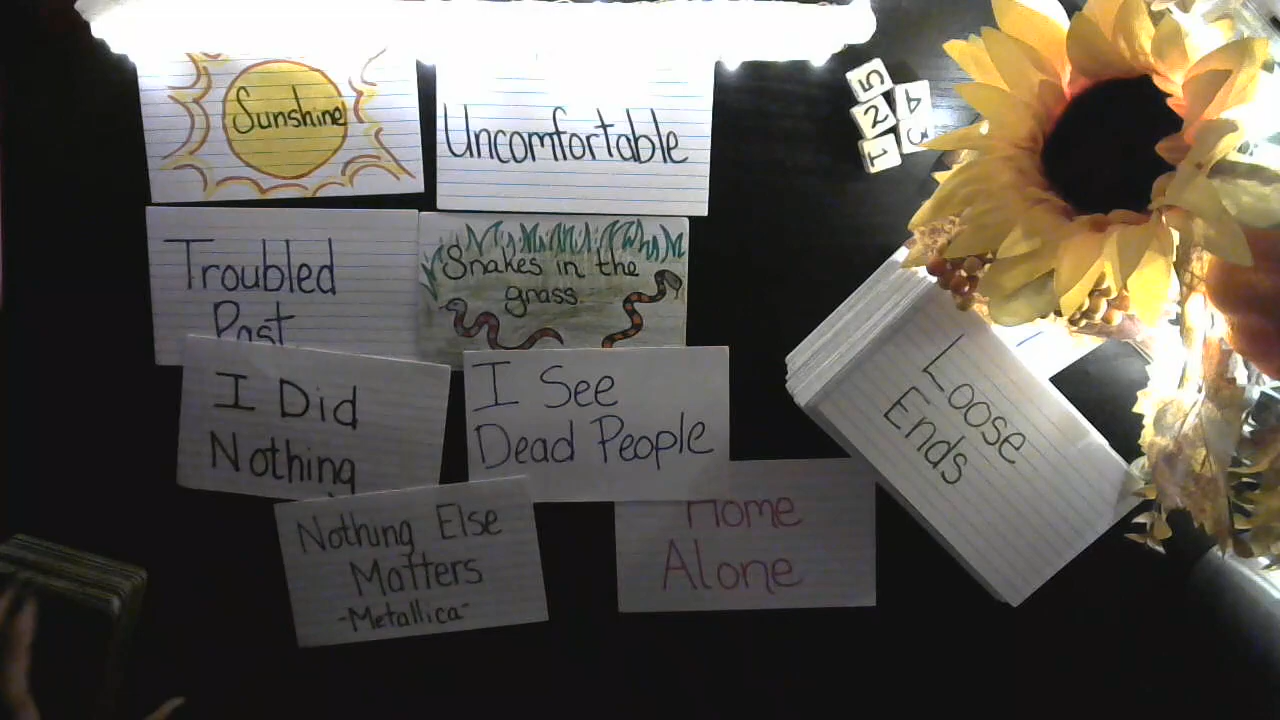 Sunshine
Uncomfortable
Troubled
Past
Snakes in the
grass
I Did
Nothing
I See
Dead People
Nothing Else
Matters
-Metallica-
Home
Alone
Loose
Ends
5
2
1
4
3